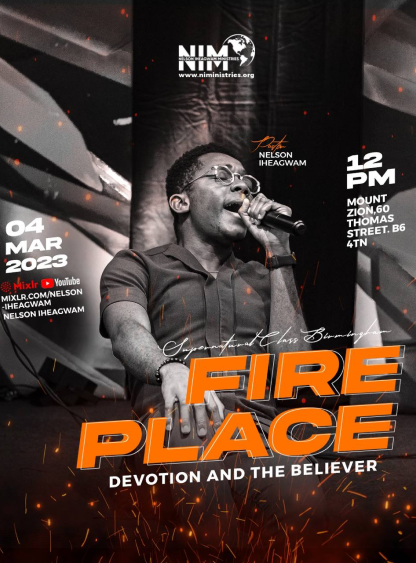 NIM
NELSON IHEAGWAM MINISTRIES
NIM
www.niministries.org
Pastor
NELSON
IHEAGWAM
12
PM
MOUNT
ZION,60
THOMAS
STREET. B6
4TN
04
MAR
2023
Mixlr YouTube
MIXLR.COM/NELSON
-IHEAGWAM
NELSON IHEAGWAM
Supernatural Class Birmingham
FIRE
PLACE
DEVOTION AND THE BELIEVER